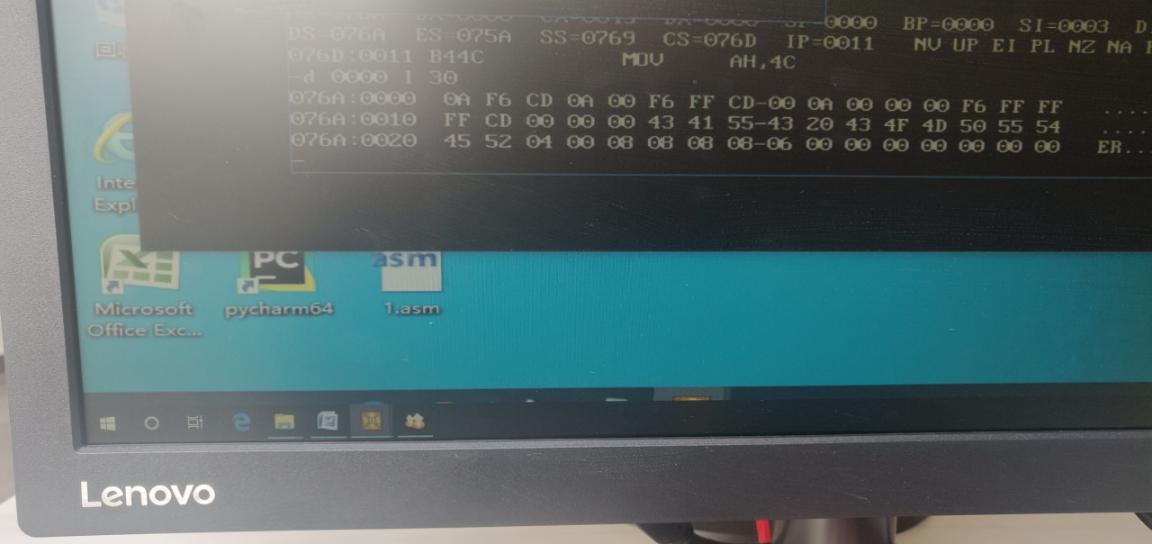 0000 BP=0000 SI=0003 D
DS=076A ES=075A SS=0769 CS=076D IP=0011 NV UP EI PL NZ NA
076D:0011 B44C MOV AH,4C
-d 0000 l 30
076A:0000 0A F6 CD 0A 00 F6 FF CD-00 0A 00 00 00 F6 FF FF ....
076A:0010 FF CD 00 00 00 43 41 55-43 20 43 4F 4D 50 55 54 ....
076A:0020 45 52 04 00 08 08 08 08-06 00 00 00 00 00 00 00 ER..
Inte
Expl
PC
asm
Microsoft
Office Exc...
pycharm64
1.asm
Lenovo